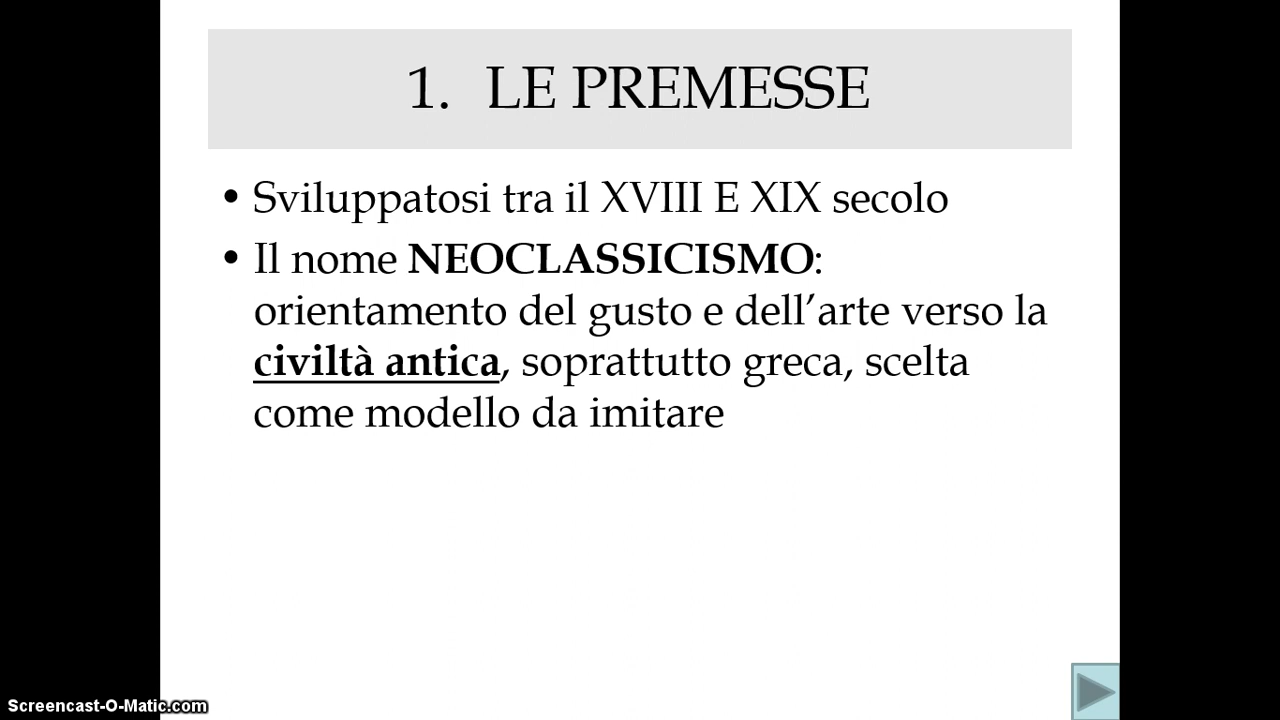 1. LE PREMESSE
• Sviluppatosi tra il XVIII E XIX secolo
• Il nome NEOCLASSICISMO:
orientamento del gusto e dell’arte verso la
civiltà antica, soprattutto greca, scelta
come modello da imitare
Screencast-O-Matic.com